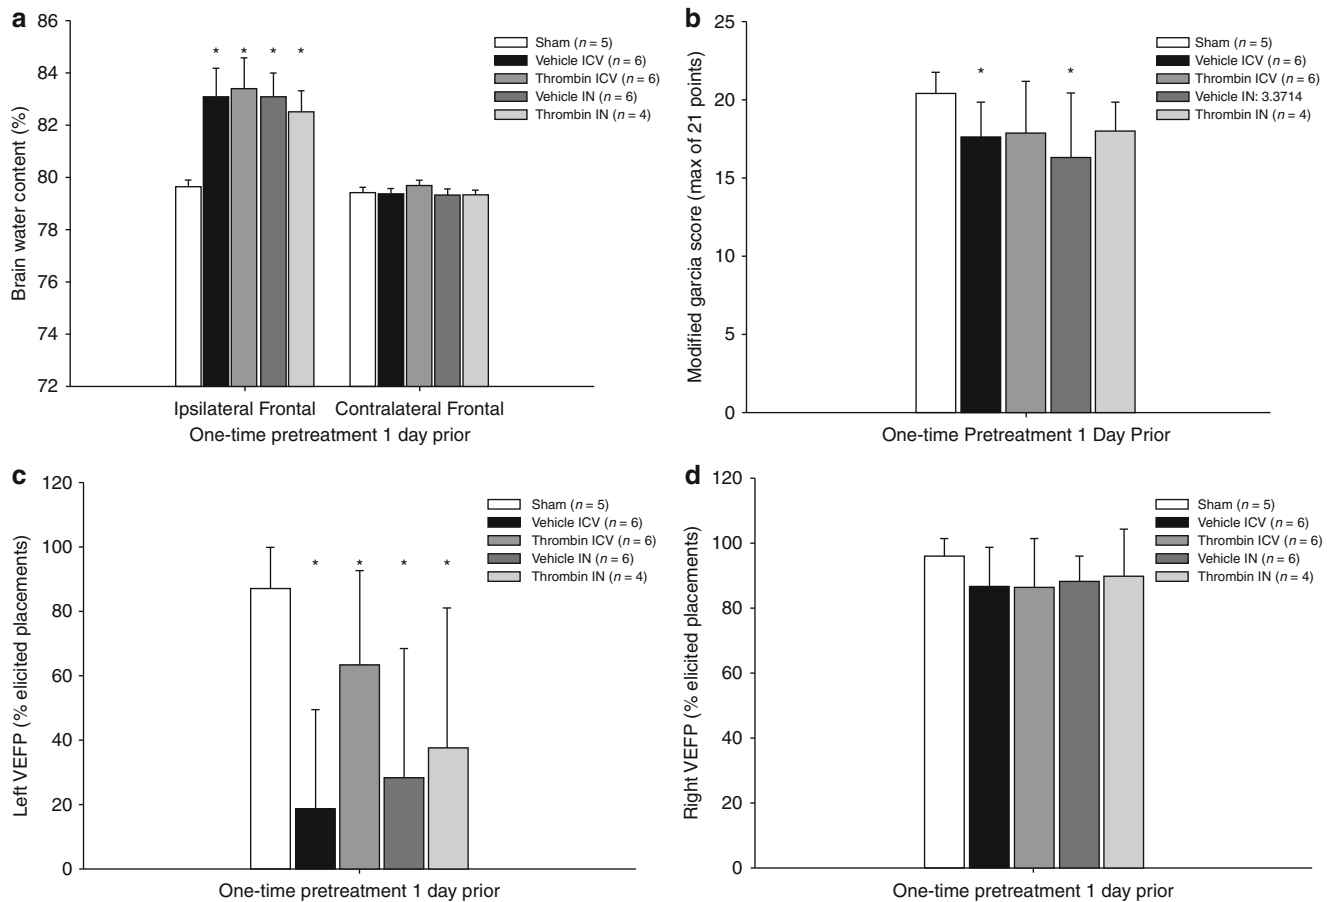 a
86
84
82
80
78
76
74
72
Brain water content (%)
* * * *
Sham (n = 5)
Vehicle ICV (n = 6)
Thrombin ICV (n = 6)
Vehicle IN (n = 6)
Thrombin IN (n = 4)
Ipsilateral Frontal
Contralateral Frontal
One-time pretreatment 1 day prior
b
25
20
15
10
5
0
Modified garcia score (max of 21 points)
* *
Sham (n = 5)
Vehicle ICV (n = 6)
Thrombin ICV (n = 6)
Vehicle IN: 3.3714
Thrombin IN (n = 4)
One-time Pretreatment 1 Day Prior
c
120
100
80
60
40
20
0
Left VEFP (% elicited placements)
* * * *
Sham (n = 5)
Vehicle ICV (n = 6)
Thrombin ICV (n = 6)
Vehicle IN (n = 6)
Thrombin IN (n = 4)
One-time pretreatment 1 day prior
d
120
100
80
60
40
20
0
Right VEFP (% elicited placements)
Sham (n = 5)
Vehicle ICV (n = 6)
Thrombin ICV (n = 6)
Vehicle IN (n = 6)
Thrombin IN (n = 4)
One-time pretreatment 1 day prior